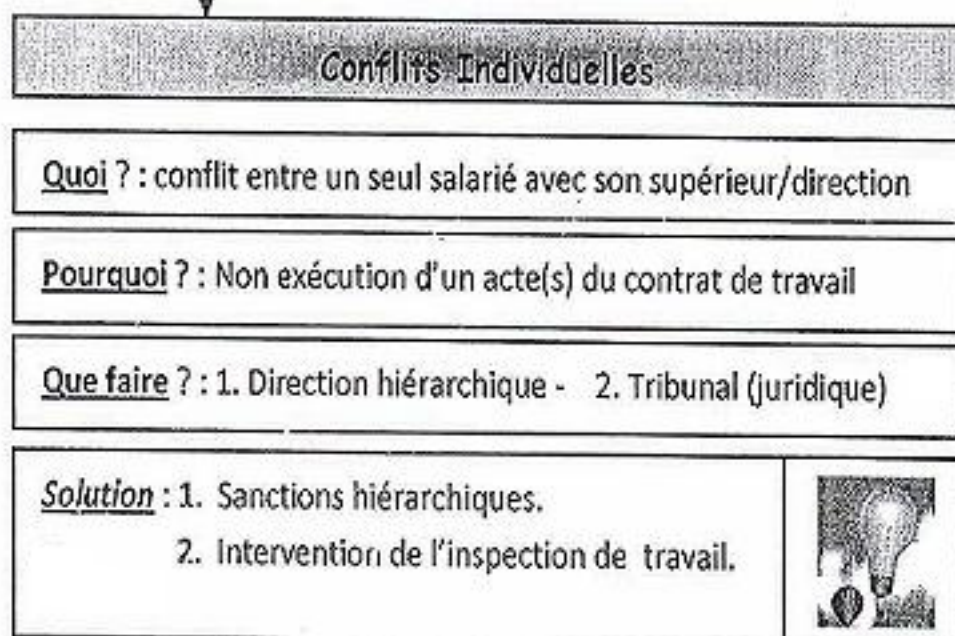 Conflits Individuelles
Quoi ? : conflit entre un seul salarié avec son supérieur/direction
Pourquoi ? : Non exécution d'un acte(s) du contrat de travail
Que faire ? : 1. Direction hiérarchique - 2. Tribunal (juridique)
Solution : 1. Sanctions hiérarchiques.
2. Intervention de l'inspection de travail.